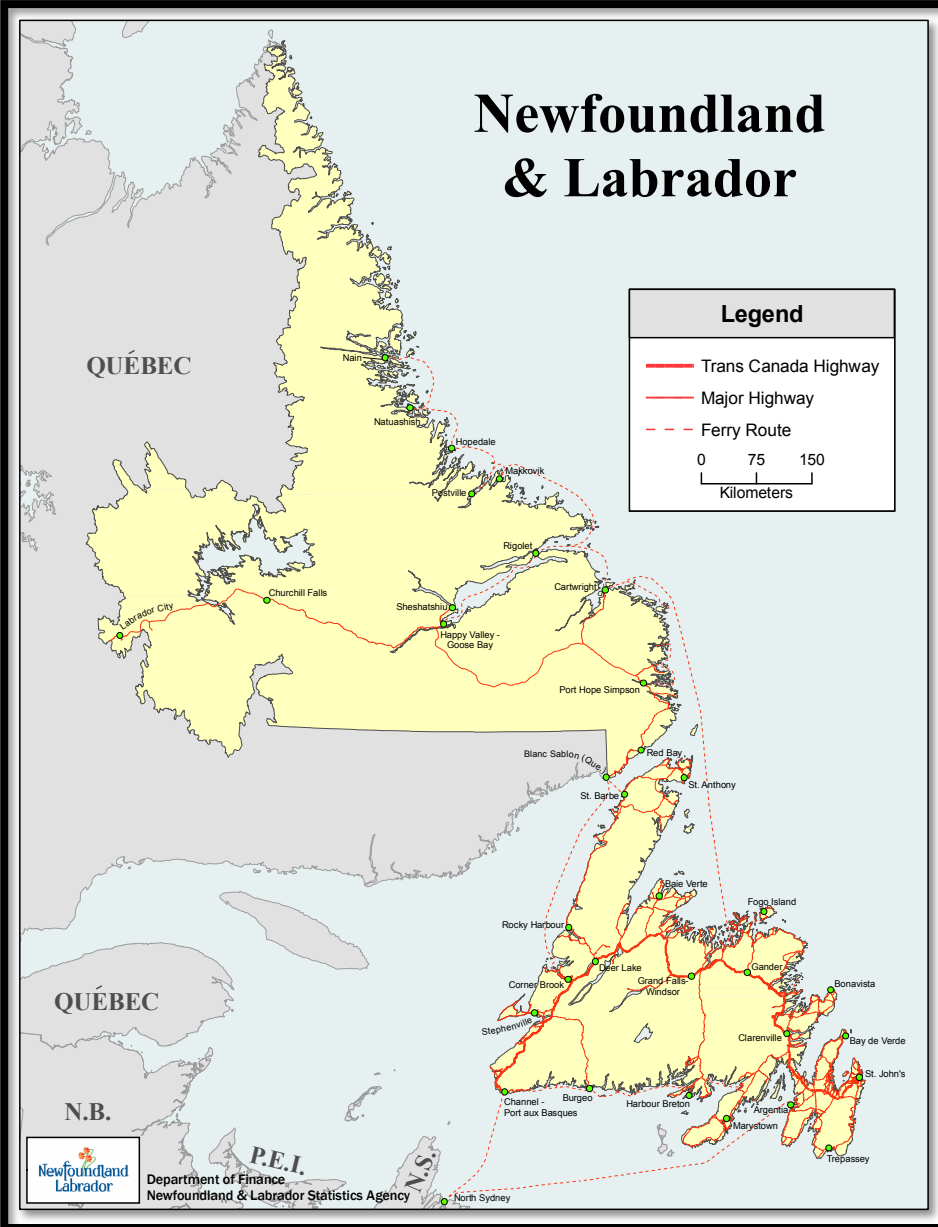 Newfoundland
& Labrador
Legend
Trans Canada Highway
Major Highway
Ferry Route
0 75 150
Kilometers
QUÉBEC
Nain
Natuashish
Hopedale
Makkovik
Postville
Rigolet
Cartwright
Churchill Falls
Sheshatshiu
Labrador City
Happy Valley -
Goose Bay
Port Hope Simpson
Red Bay
Blanc Sablon (Que.)
St. Anthony
St. Barbe
Baie Verte
Fogo Island
Rocky Harbour
Deer Lake
Gander
Corner Brook
Grand Falls-
Windsor
Bonavista
QUÉBEC
Stephenville
Clarenville
Bay de Verde
St. John's
Channel -
Port aux Basques
Burgeo
Harbour Breton
Argentia
Marystown
Trepassey
N.B.
P.E.I.
N.S.
North Sydney
Newfoundland
Labrador
Department of Finance
Newfoundland & Labrador Statistics Agency